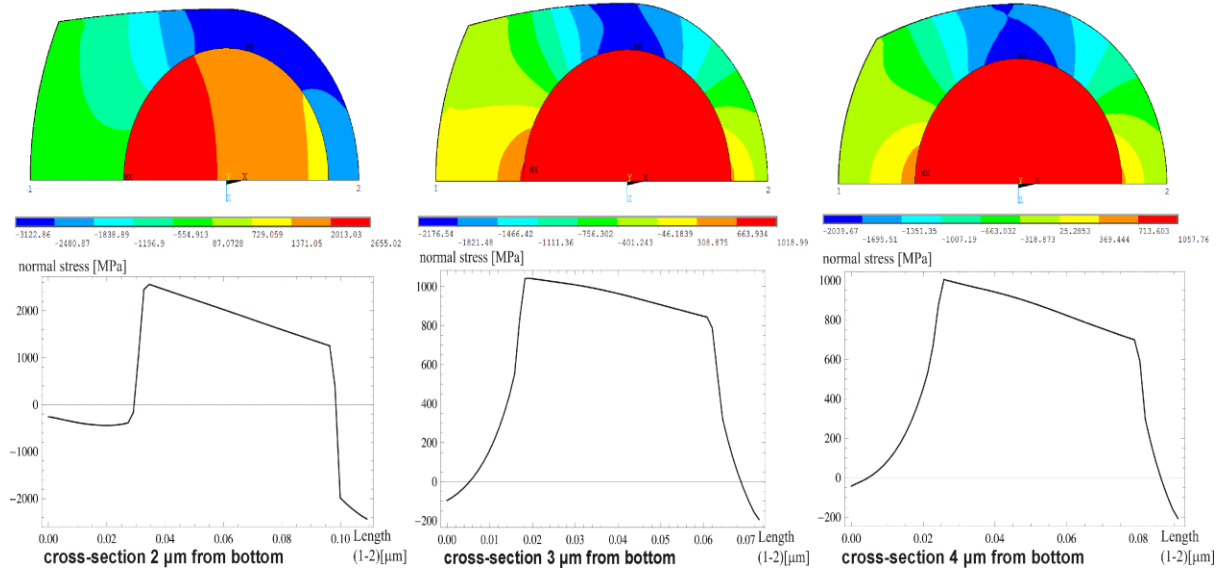 MX
MN
Y
X
Z
1
2
-3122.86
-2480.87
-1838.89
-1196.9
-554.913
87.0728
729.059
1371.05
2013.03
2655.02
normal stress [MPa]
2000
1000
0
−1000
−2000
0.00
0.02
0.04
0.06
0.08
0.10
Length
(1-2)[μm]
cross-section 2 μm from bottom
MX
Y
X
Z
1
2
-2176.54
-1821.48
-1466.42
-1111.36
-756.302
-401.243
-46.1839
308.875
663.934
1018.99
normal stress [MPa]
1000
800
600
400
200
0
−200
0.00
0.01
0.02
0.03
0.04
0.05
0.06
0.07
Length
(1-2)[μm]
cross-section 3 μm from bottom
MX
Y
X
Z
1
2
-2039.67
-1695.51
-1351.35
-1007.19
-663.032
-318.873
25.2853
369.444
713.603
1057.76
normal stress [MPa]
1000
800
600
400
200
0
−200
0.00
0.02
0.04
0.06
0.08
Length
(1-2)[μm]
cross-section 4 μm from bottom